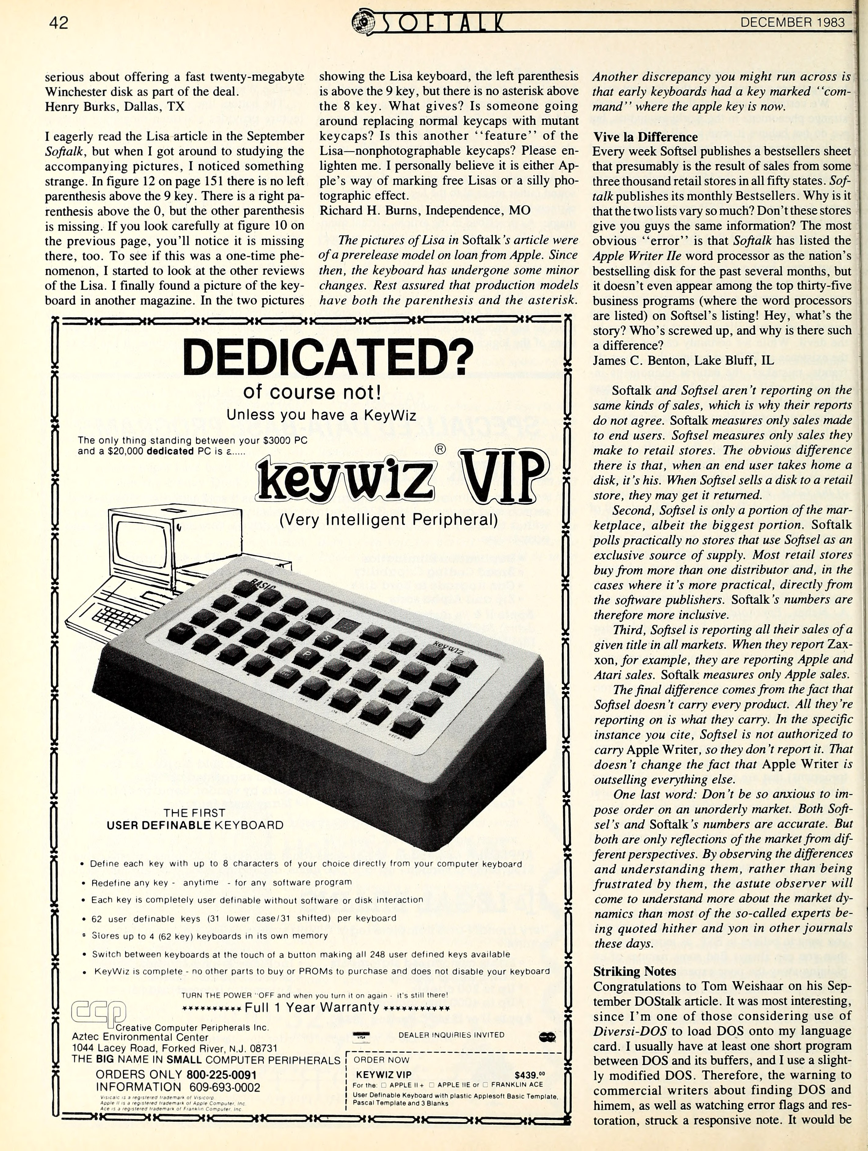 42
SOFTALK
DECEMBER 1983
serious about offering a fast twenty-megabyte
Winchester disk as part of the deal.
Henry Burks, Dallas, TX
I eagerly read the Lisa article in the September
Softalk, but when I got around to studying the
accompanying pictures, I noticed something
strange. In figure 12 on page 151 there is no left
parenthesis above the 9 key. There is a right pa-
renthesis above the 0, but the other parenthesis
is missing. If you look carefully at figure 10 on
the previous page, you'll notice it is missing
there, too. To see if this was a one-time phe-
nomenon, I started to look at the other reviews
of the Lisa. I finally found a picture of the key-
board in another magazine. In the two pictures
showing the Lisa keyboard, the left parenthesis
is above the 9 key, but there is no asterisk above
the 8 key. What gives? Is someone going
around replacing normal keycaps with mutant
keycaps? Is this another "feature" of the
Lisa—nonphotographable keycaps? Please en-
lighten me. I personally believe it is either Ap-
ple's way of marking free Lisas or a silly pho-
tographic effect.
Richard H. Burns, Independence, MO
The pictures of Lisa in Softalk's article were
of a prerelease model on loan from Apple. Since
then, the keyboard has undergone some minor
changes. Rest assured that production models
have both the parenthesis and the asterisk.
Another discrepancy you might run across is
that early keyboards had a key marked "com-
mand" where the apple key is now.
Vive la Difference
Every week Softsel publishes a bestsellers sheet
that presumably is the result of sales from some
three thousand retail stores in all fifty states. Sof-
talk publishes its monthly Bestsellers. Why is it
that the two lists vary so much? Don't these stores
give you guys the same information? The most
obvious "error" is that Softalk has listed the
Apple Writer IIe word processor as the nation's
bestselling disk for the past several months, but
it doesn't even appear among the top thirty-five
business programs (where the word processors
are listed) on Softsel's listing! Hey, what's the
story? Who's screwed up, and why is there such
a difference?
James C. Benton, Lake Bluff, IL
Softalk and Softsel aren't reporting on the
same kinds of sales, which is why their reports
do not agree. Softalk measures only sales made
to end users. Softsel measures only sales they
make to retail stores. The obvious difference
there is that, when an end user takes home a
disk, it's his. When Softsel sells a disk to a retail
store, they may get it returned.
Second, Softsel is only a portion of the mar-
ketplace, albeit the biggest portion. Softalk
polls practically no stores that use Softsel as an
exclusive source of supply. Most retail stores
buy from more than one distributor and, in the
cases where it's more practical, directly from
the software publishers. Softalk's numbers are
therefore more inclusive.
Third, Softsel is reporting all their sales of a
given title in all markets. When they report Zax-
xon, for example, they are reporting Apple and
Atari sales. Softalk measures only Apple sales.
The final difference comes from the fact that
Softsel doesn't carry every product. All they're
reporting on is what they carry. In the specific
instance you cite, Softsel is not authorized to
carry Apple Writer, so they don't report it. That
doesn't change the fact that Apple Writer is
outselling everything else.
One last word: Don't be so anxious to im-
pose order on an unorderly market. Both Soft-
sel's and Softalk's numbers are accurate. But
both are only reflections of the market from dif-
ferent perspectives. By observing the differences
and understanding them, rather than being
frustrated by them, the astute observer will
come to understand more about the market dy-
namics than most of the so-called experts be-
ing quoted hither and yon in other journals
these days.
Striking Notes
Congratulations to Tom Weishaar on his Sep-
tember DOStalk article. It was most interesting,
since I'm one of those considering use of
Diversi-DOS to load DOS onto my language
card. I usually have at least one short program
between DOS and its buffers, and I use a slight-
ly modified DOS. Therefore, the warning to
commercial writers about finding DOS and
himem, as well as watching error flags and res-
toration, struck a responsive note. It would be
DEDICATED?
of course not!
Unless you have a KeyWiz
The only thing standing between your $3000 PC
and a $20,000 dedicated PC is a.....
keywiz ® VIP
(Very Intelligent Peripheral)
BASIC
keywiz
S
P
THE FIRST
USER DEFINABLE KEYBOARD
• Define each key with up to 8 characters of your choice directly from your computer keyboard
• Redefine any key - anytime - for any software program
• Each key is completely user definable without software or disk interaction
• 62 user definable keys (31 lower case/31 shifted) per keyboard
• Stores up to 4 (62 key) keyboards in its own memory
• Switch between keyboards at the touch of a button making all 248 user defined keys available
• KeyWiz is complete - no other parts to buy or PROMs to purchase and does not disable your keyboard
TURN THE POWER "OFF and when you turn it on again - it's still there!
********** Full 1 Year Warranty **********
ccp
Creative Computer Peripherals Inc.
Aztec Environmental Center
1044 Lacey Road, Forked River, N.J. 08731
THE BIG NAME IN SMALL COMPUTER PERIPHERALS
ORDERS ONLY 800-225-0091
INFORMATION 609-693-0002
Visicalc is a registered trademark of Visicorp.
Apple II is a registered trademark of Apple Computer, Inc.
Ace is a registered trademark of Franklin Computer, Inc.
VISA
DEALER INQUIRIES INVITED
ORDER NOW
KEYWIZ VIP $439.00
For the: □ APPLE II+ □ APPLE IIE or □ FRANKLIN ACE
User Definable Keyboard with plastic Applesoft Basic Template,
Pascal Template and 3 Blanks